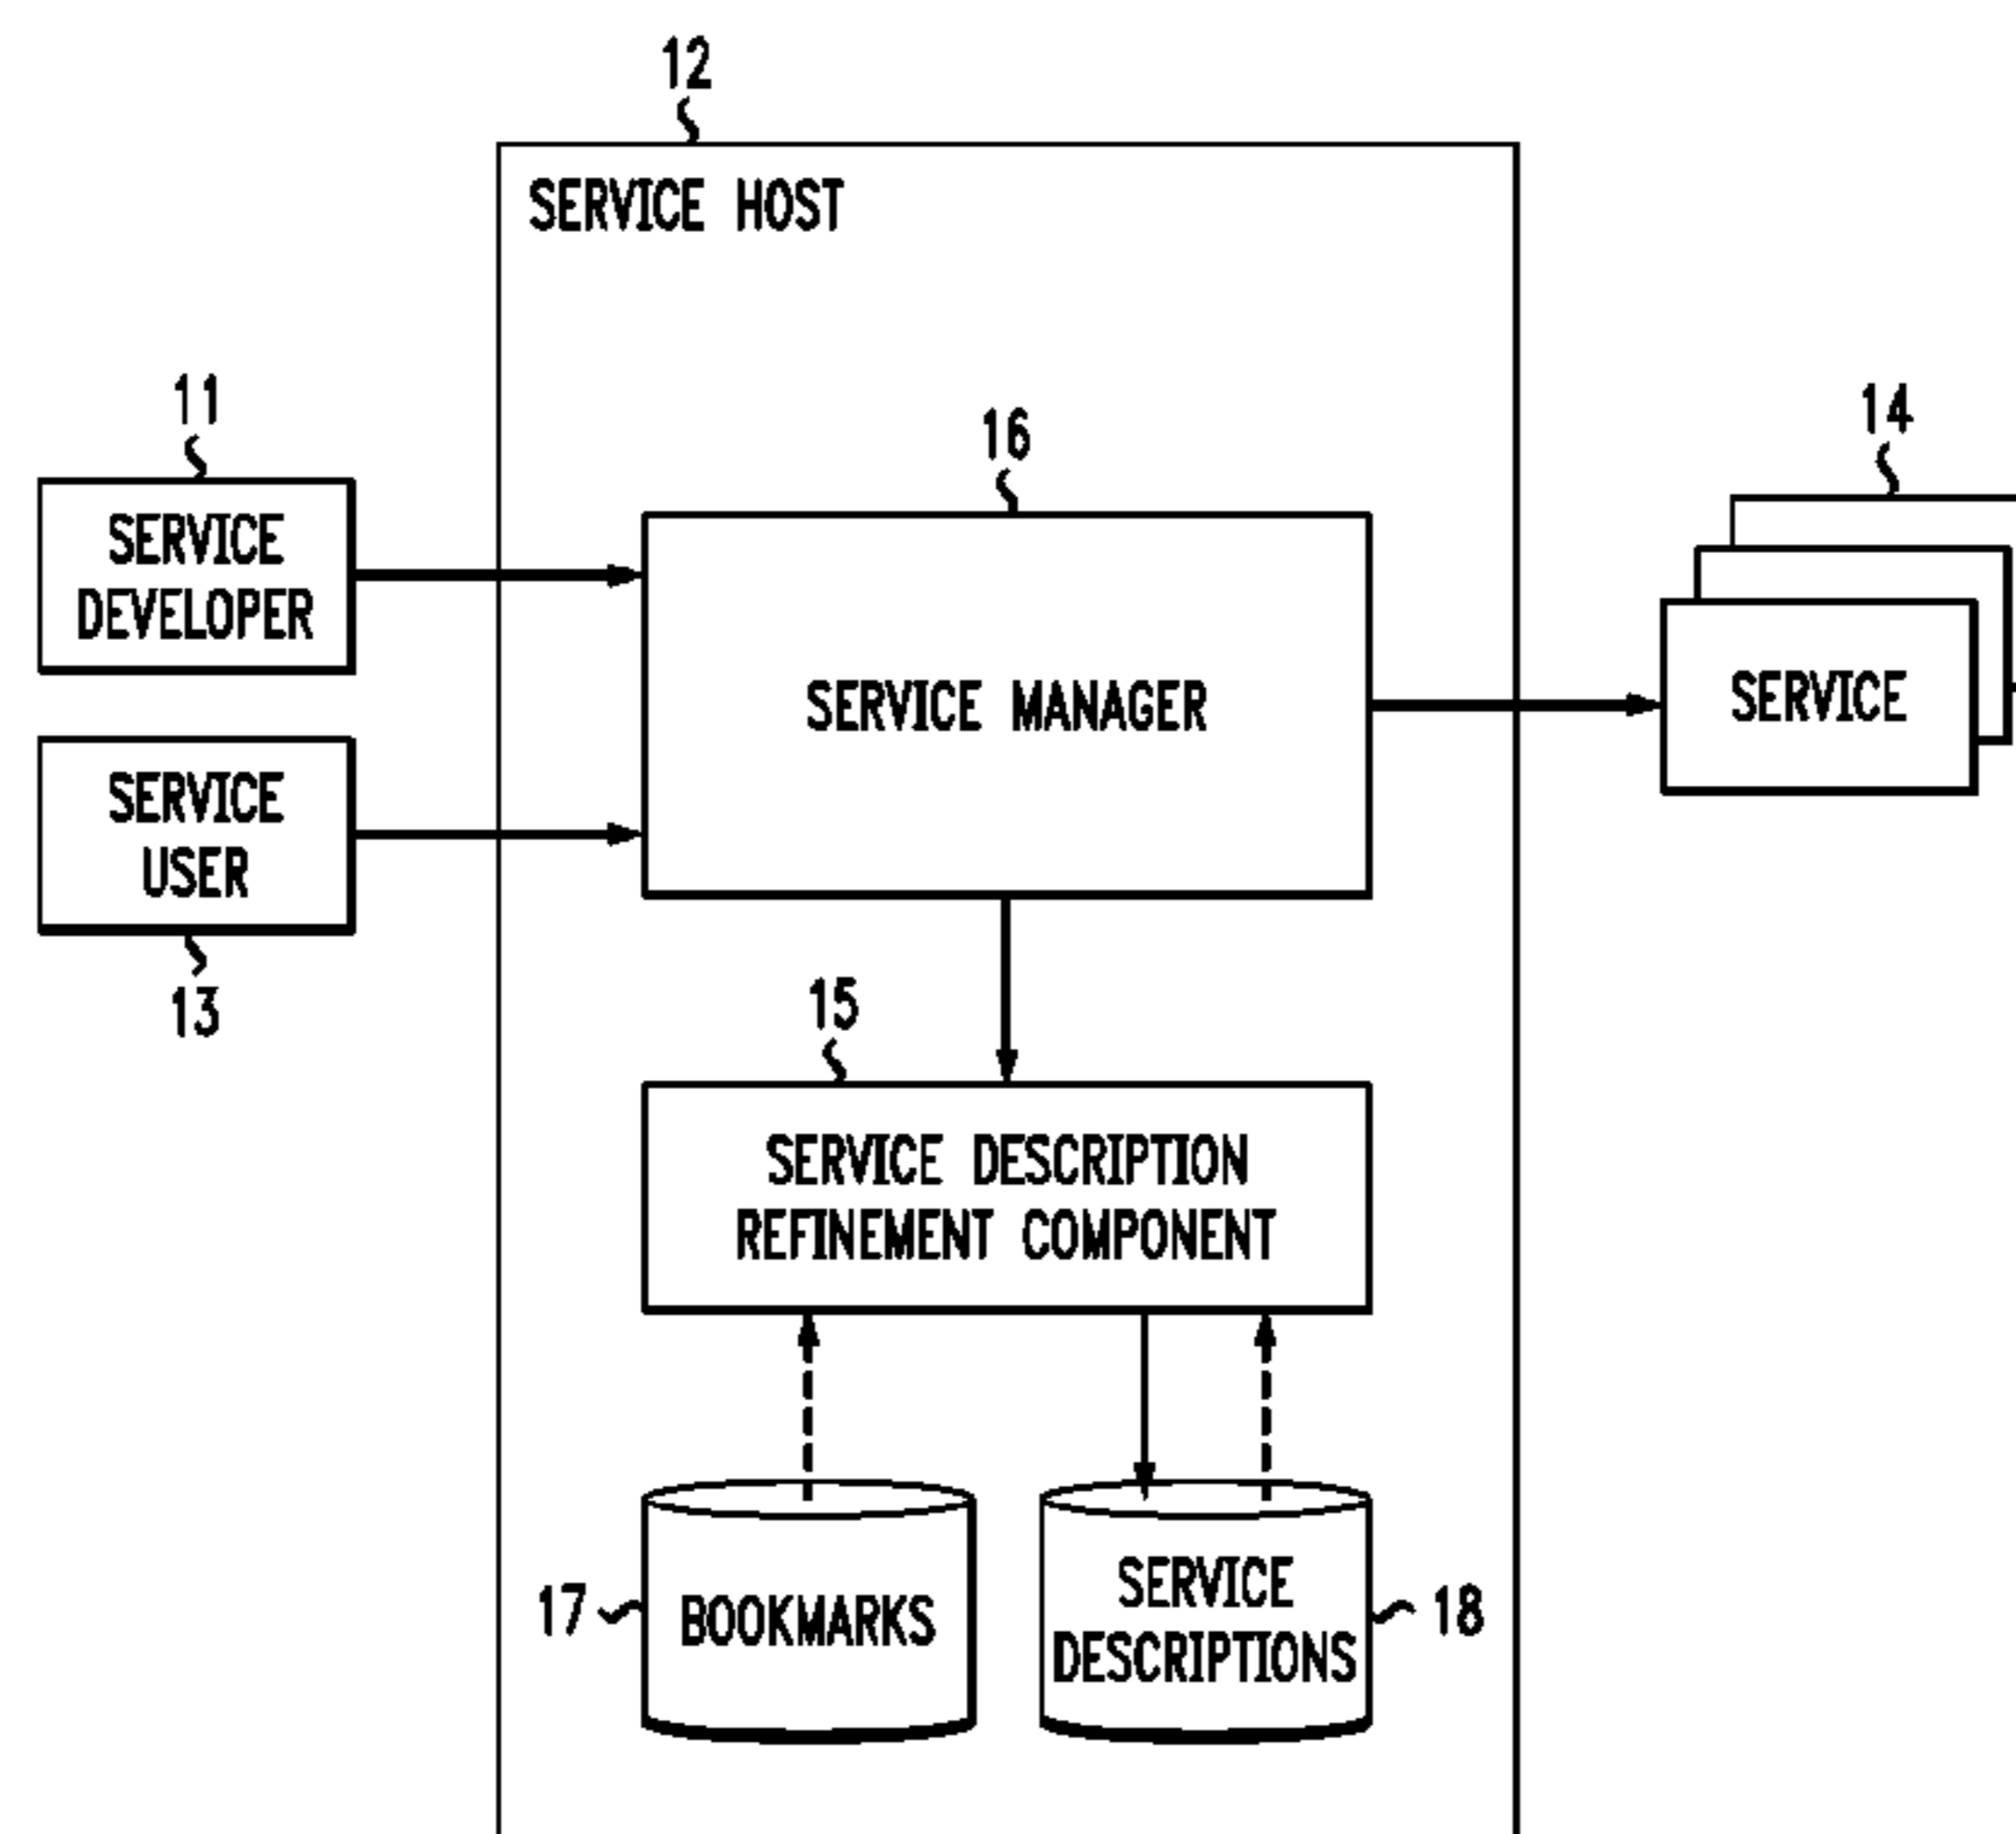 12
SERVICE HOST
11
16
14
SERVICE
DEVELOPER
SERVICE MANAGER
SERVICE
SERVICE
USER
13
15
SERVICE DESCRIPTION
REFINEMENT COMPONENT
17
BOOKMARKS
SERVICE
DESCRIPTIONS
18